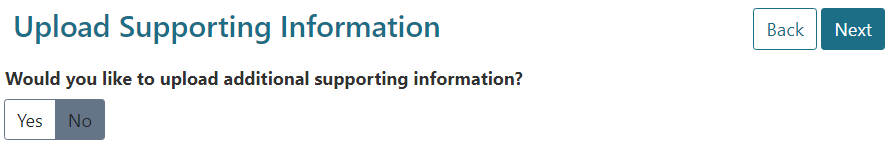 Upload Supporting Information
Back Next
Would you like to upload additional supporting information?
Yes No